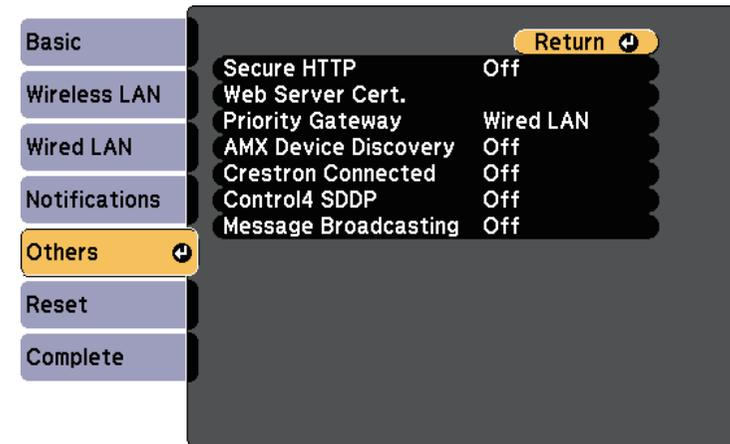 Basic
Wireless LAN
Wired LAN
Notifications
Others
Reset
Complete
Return
Secure HTTP Off
Web Server Cert.
Priority Gateway Wired LAN
AMX Device Discovery Off
Crestron Connected Off
Control4 SDDP Off
Message Broadcasting Off